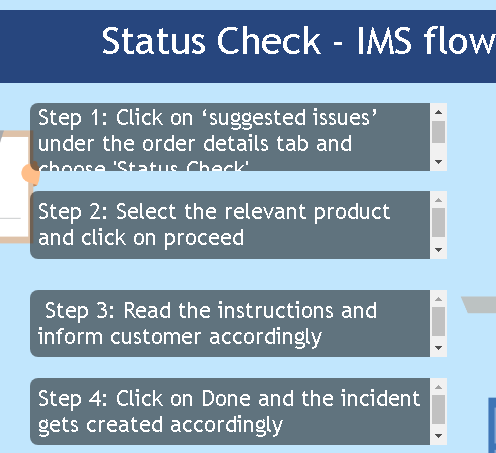 Status Check - IMS flow
Step 1: Click on ‘suggested issues’
under the order details tab and
choose 'Status Check'
Step 2: Select the relevant product
and click on proceed
Step 3: Read the instructions and
inform customer accordingly
Step 4: Click on Done and the incident
gets created accordingly